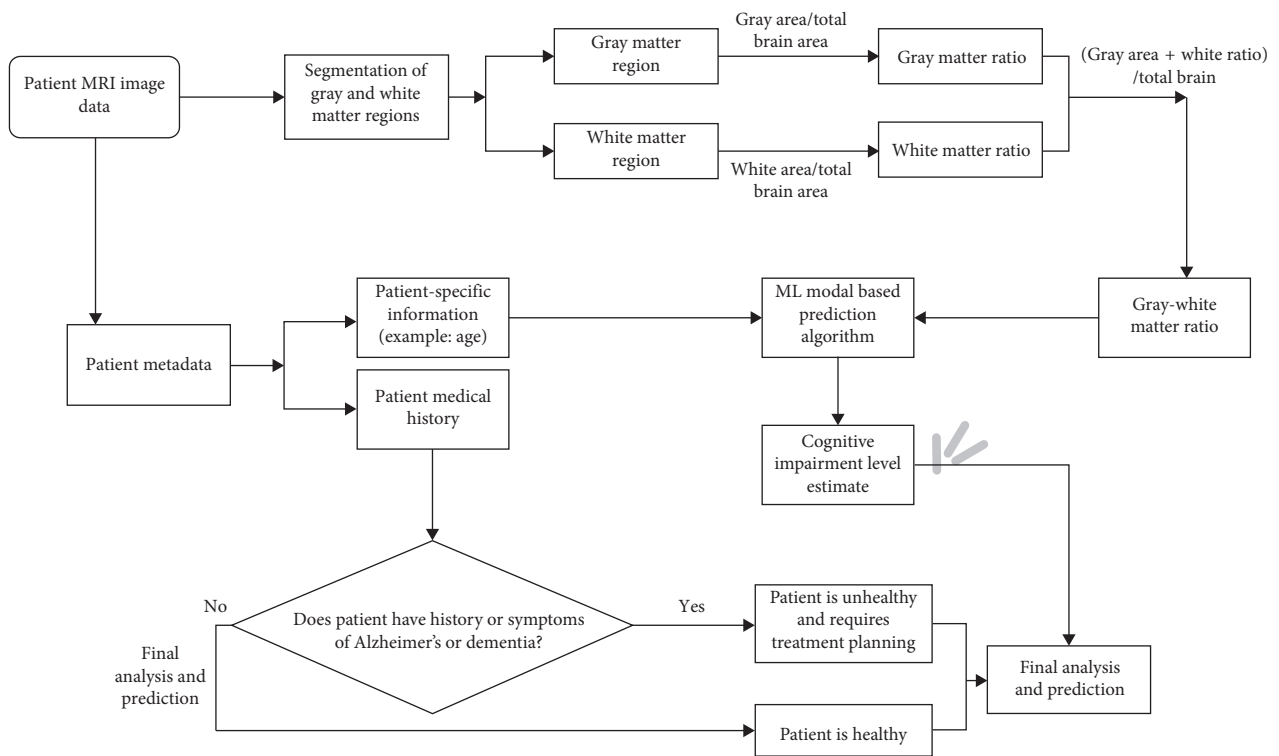 Patient MRI image
data
Segmentation of
gray and white
matter regions
Gray matter
region
Gray area/total
brain area
Gray matter ratio
(Gray area + white ratio)
/total brain
White matter
region
White area/total
brain area
White matter ratio
Patient metadata
Patient-specific
information
(example: age)
Patient medical
history
ML modal based
prediction
algorithm
Gray-white
matter ratio
Cognitive
impairment level
estimate
No
Does patient have history or symptoms
of Alzheimer's or dementia?
Yes
Final
analysis and
prediction
Patient is unhealthy
and requires
treatment planning
Patient is healthy
Final analysis
and prediction